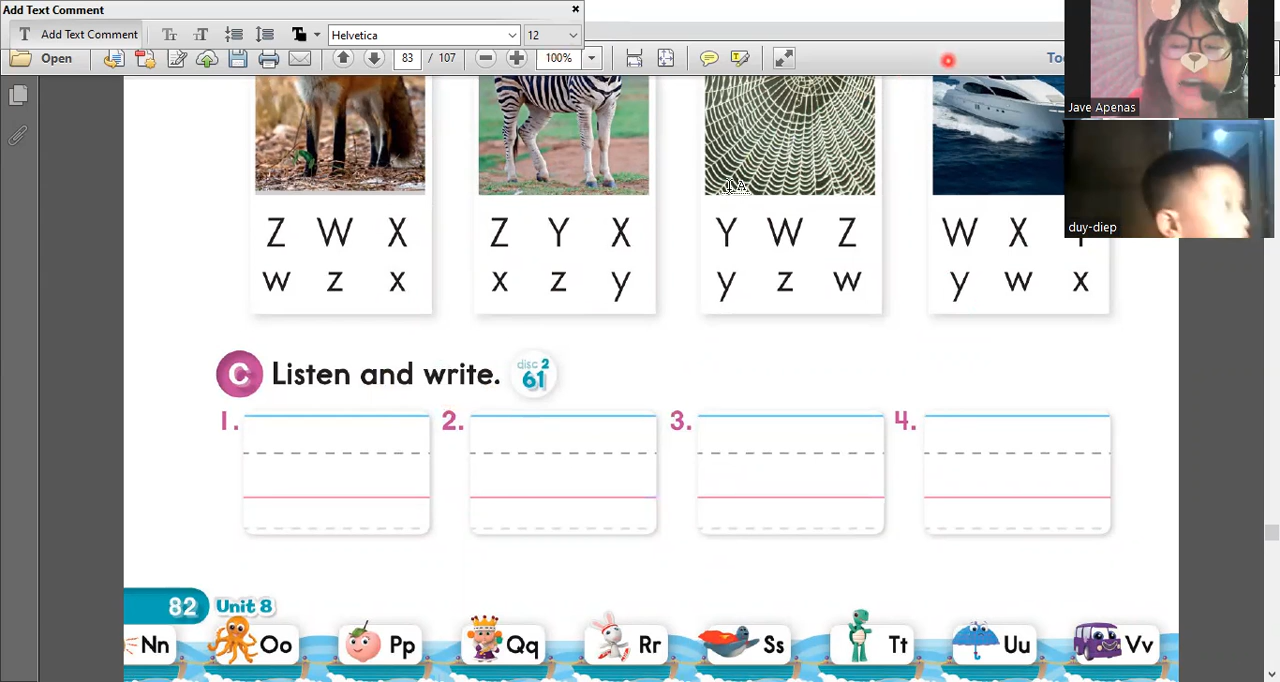 Add Text Comment
T Add Text Comment Helvetica 12
Open 83 / 107 100%
Jave Apenas
duy-diep
Z W X
w z x
Z Y X
x z y
Y W Z
y z w
W X
y w x
C Listen and write. disc 2 61
1. 2. 3. 4.
82 Unit 8
Nn Oo Pp Qq Rr Ss Tt Uu Vv